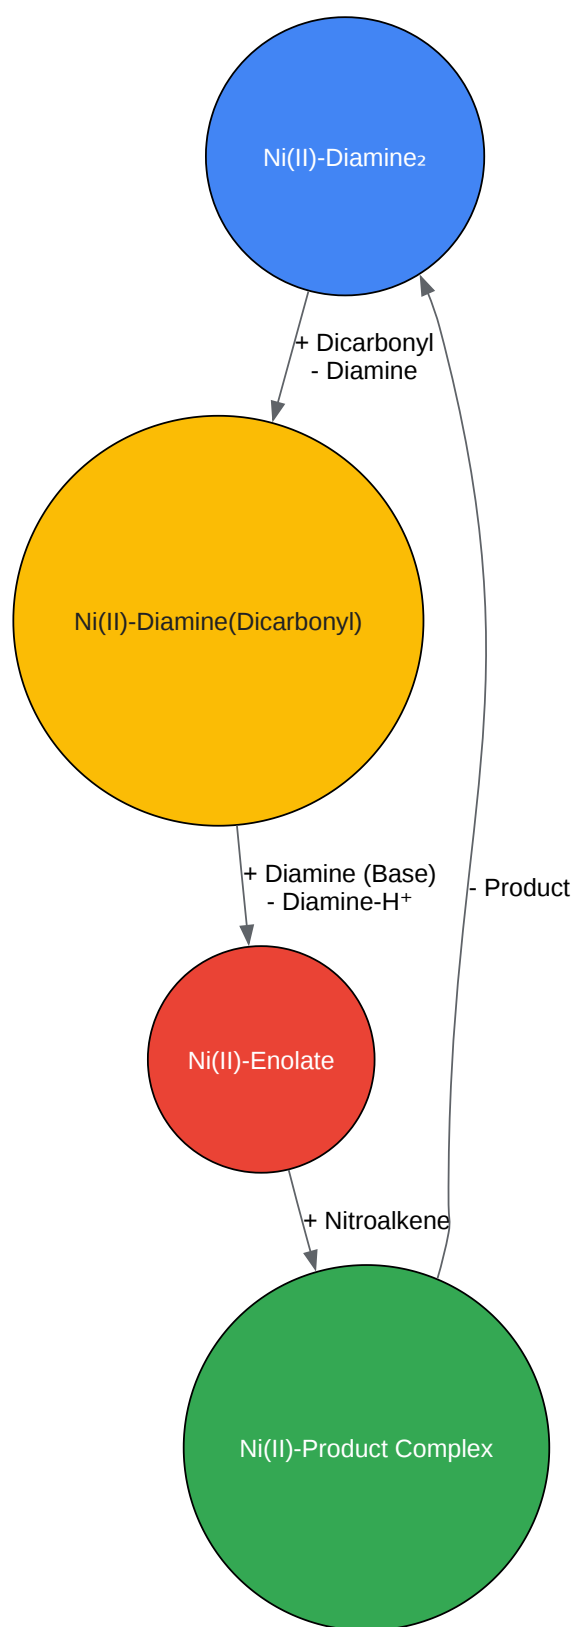 Ni(II)-Diamine₂
+ Dicarbonyl
- Diamine
Ni(II)-Diamine(Dicarbonyl)
+ Diamine (Base)
- Diamine-H⁺
- Product
Ni(II)-Enolate
+ Nitroalkene
Ni(II)-Product Complex